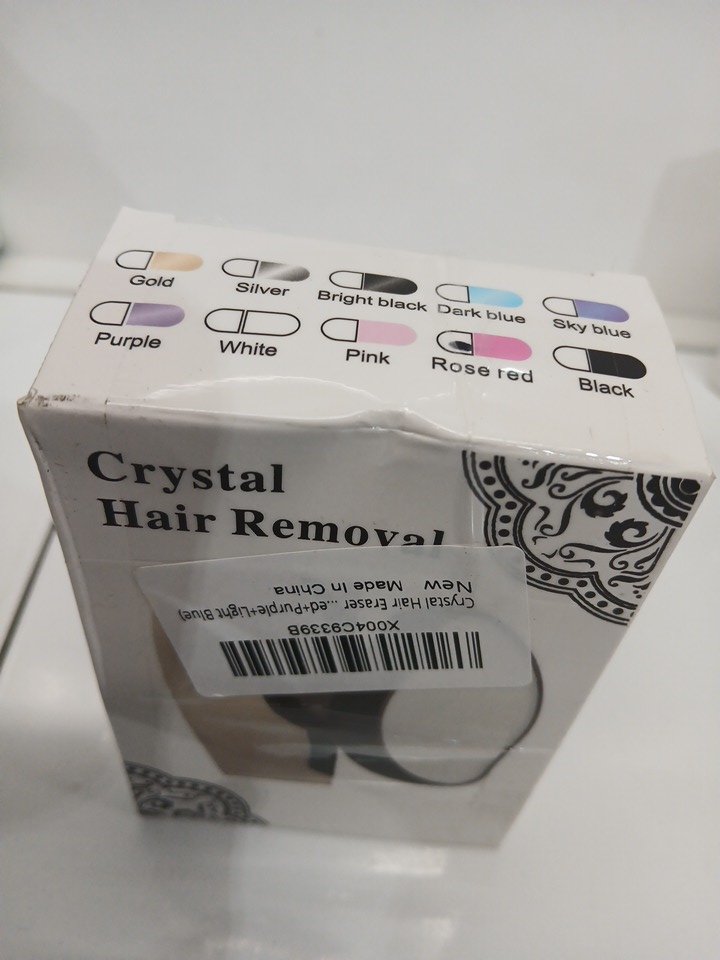 Gold Silver Bright black Dark blue Sky blue
Purple White Pink Rose red Black
Crystal
Hair Removal
X004C9339B
Crystal Hair Eraser ...ed+Purple+Light Blue)
New Made In China